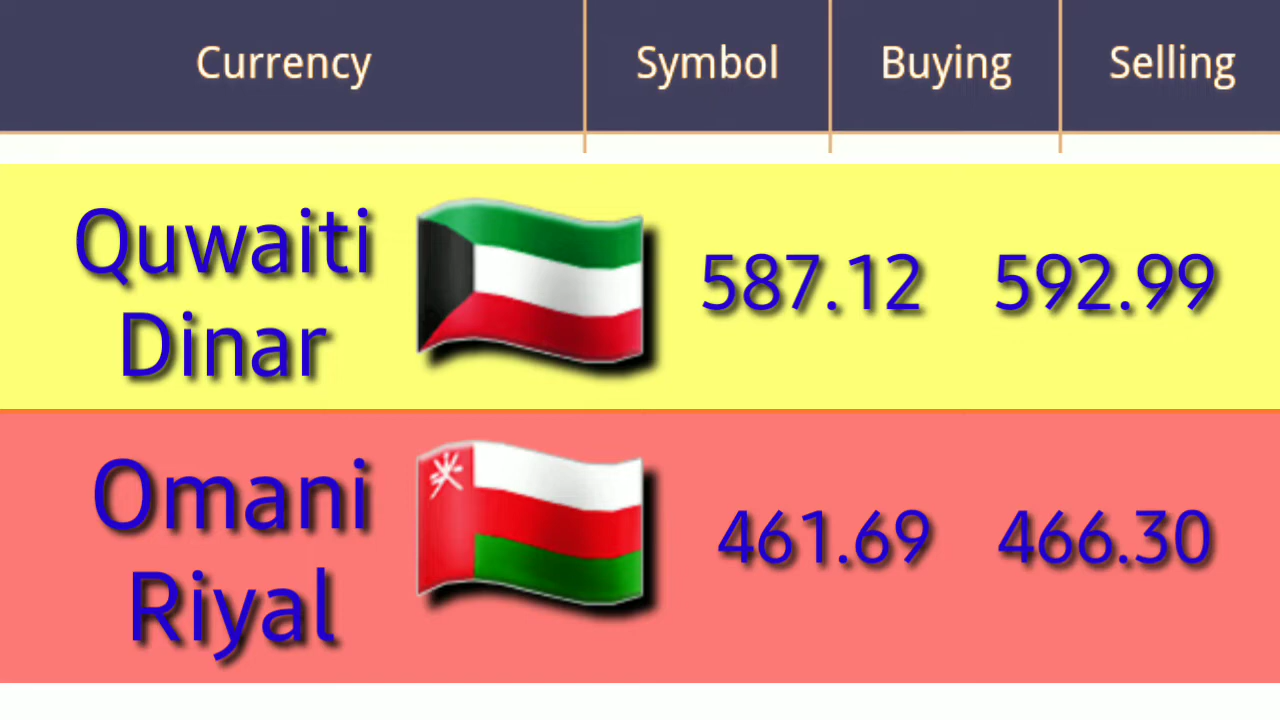 Currency Symbol Buying Selling
Quwaiti
Dinar
587.12 592.99
Omani
Riyal
461.69 466.30